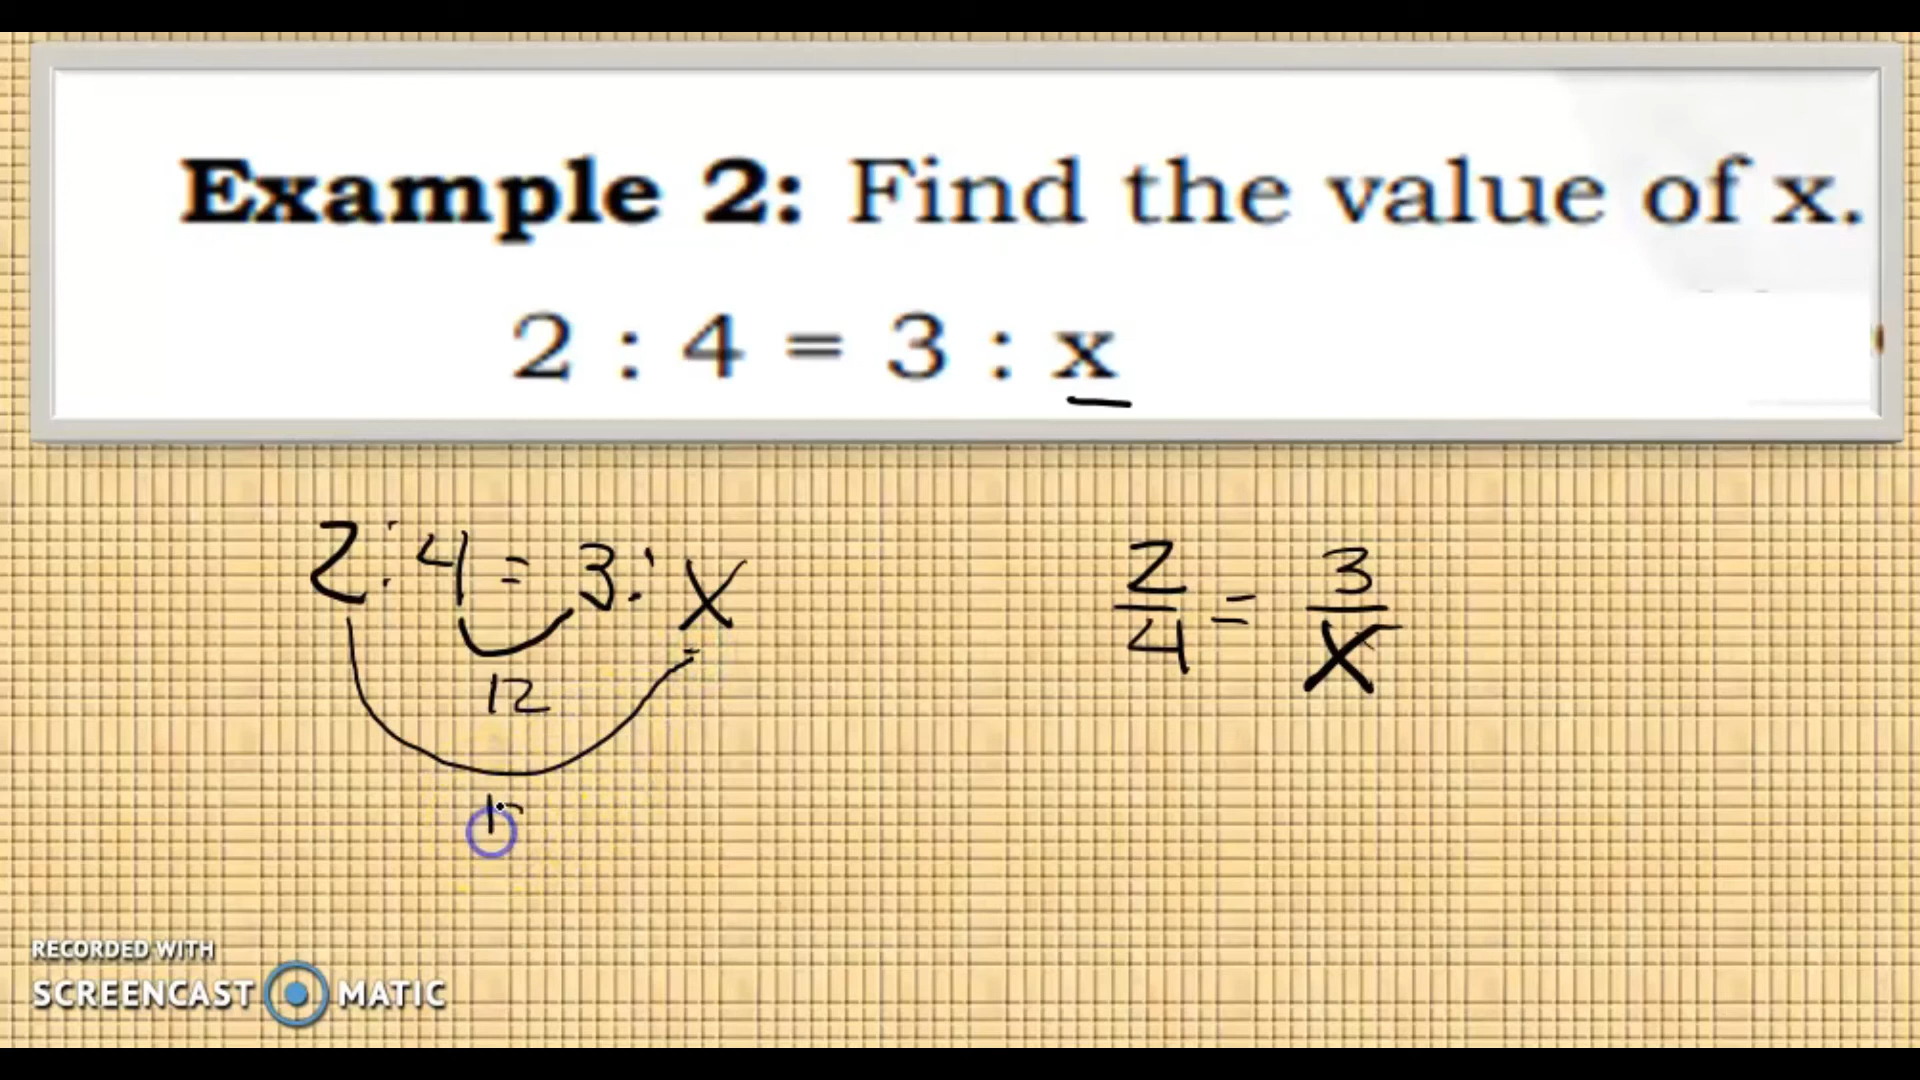 Example 2: Find the value of x.
2 : 4 = 3 : x
2 : 4 = 3 : x
12
2/4 = 3/x
RECORDED WITH
SCREENCAST MATIC